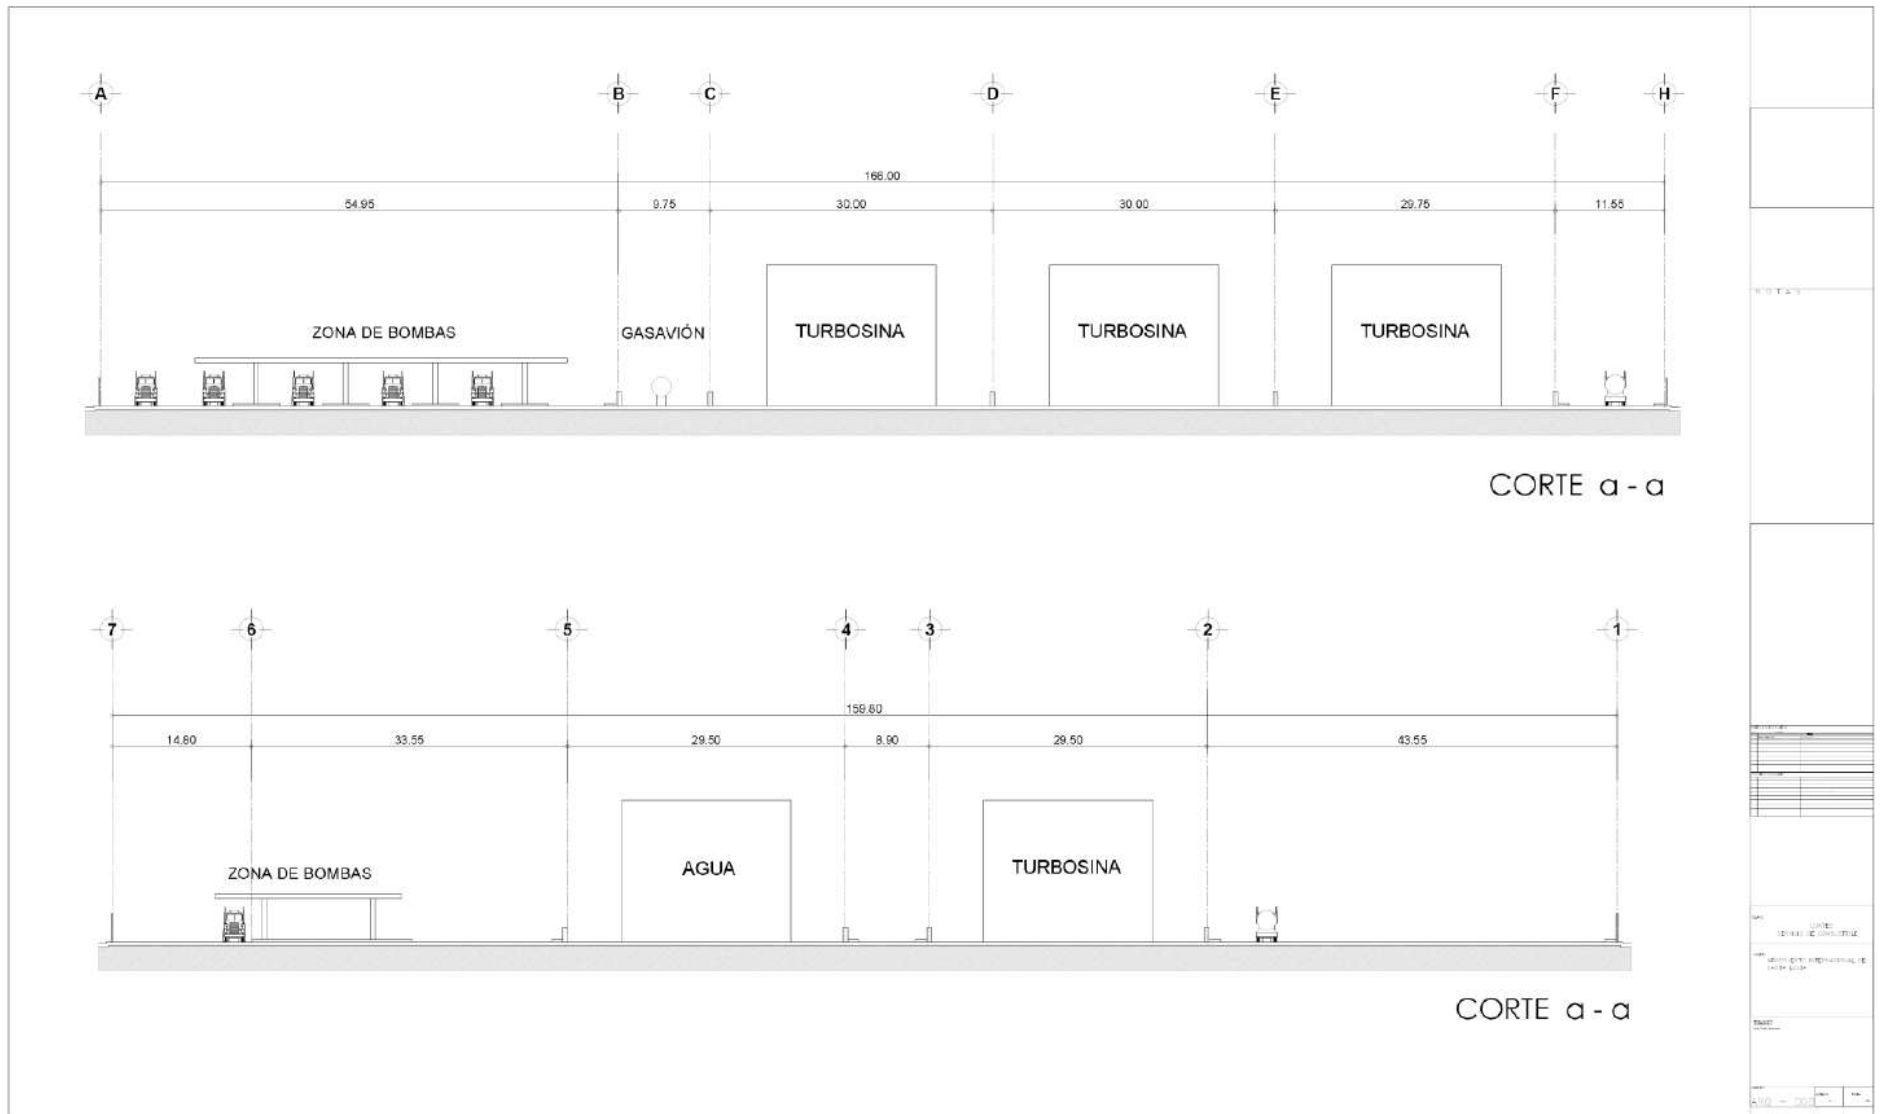 A B C D E F H
166.00
54.95 9.75 30.00 30.00 29.75 11.55
ZONA DE BOMBAS GASAVIÓN TURBOSINA TURBOSINA TURBOSINA
NOTAS
CORTE a - a
7 6 5 4 3 2 1
159.80
14.80 33.55 29.50 8.90 29.50 43.55
ZONA DE BOMBAS AGUA TURBOSINA
CORTE a - a